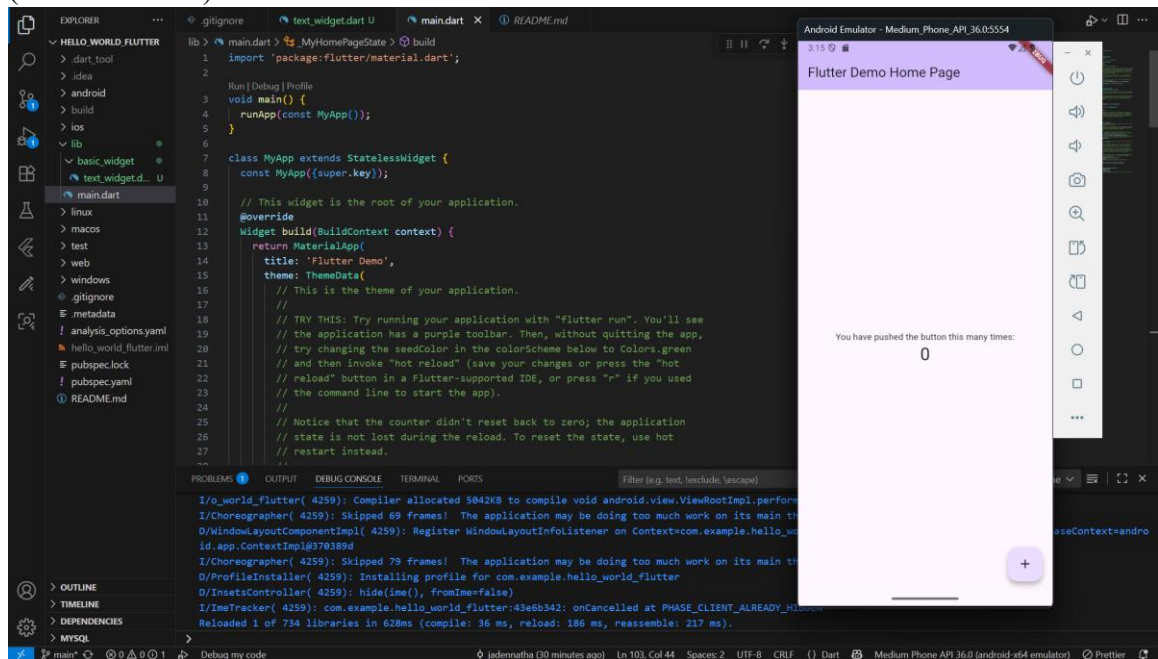 EXPLORER
HELLO_WORLD_FLUTTER
.dart_tool
.idea
android
build
ios
lib
basic_widget
text_widget.d... U
main.dart
linux
macos
test
web
windows
.gitignore
.metadata
analysis_options.yaml
hello_world_flutter.iml
pubspec.lock
pubspec.yaml
README.md
OUTLINE
TIMELINE
DEPENDENCIES
MYSQL
.gitignore text_widget.dart U main.dart README.md
lib > main.dart > _MyHomePageState > build
1 import 'package:flutter/material.dart';
2
Run | Debug | Profile
3 void main() {
4 runApp(const MyApp());
5 }
6
7 class MyApp extends StatelessWidget {
8 const MyApp({super.key});
9
10 // This widget is the root of your application.
11 @override
12 Widget build(BuildContext context) {
13 return MaterialApp(
14 title: 'Flutter Demo',
15 theme: ThemeData(
16 // This is the theme of your application.
17 //
18 // TRY THIS: Try running your application with "flutter run". You'll see
19 // the application has a purple toolbar. Then, without quitting the app,
20 // try changing the seedColor in the colorScheme below to Colors.green
21 // and then invoke "hot reload" (save your changes or press the "hot
22 // reload" button in a Flutter-supported IDE, or press "r" if you used
23 // the command line to start the app).
24 //
25 // Notice that the counter didn't reset back to zero; the application
26 // state is not lost during the reload. To reset the state, use hot
27 // restart instead.
PROBLEMS 1 OUTPUT DEBUG CONSOLE TERMINAL PORTS Filter (e.g. text, !exclude, \escape)
I/o_world_flutter( 4259): Compiler allocated 5042KB to compile void android.view.ViewRootImpl.perform
I/Choreographer( 4259): Skipped 69 frames! The application may be doing too much work on its main th
D/WindowLayoutComponentImpl( 4259): Register WindowLayoutInfoListener on Context=com.example.hello_wo aseContext=andro
id.app.ContextImpl@370389d
I/Choreographer( 4259): Skipped 79 frames! The application may be doing too much work on its main th
D/ProfileInstaller( 4259): Installing profile for com.example.hello_world_flutter
D/InsetsController( 4259): hide(ime(), fromIme=false)
I/ImeTracker( 4259): com.example.hello_world_flutter:43e6b342: onCancelled at PHASE_CLIENT_ALREADY_HIDDEN
Reloaded 1 of 734 libraries in 628ms (compile: 36 ms, reload: 186 ms, reassemble: 217 ms).
Android Emulator - Medium_Phone_API_36.0:5554
3:15
DEBUG
Flutter Demo Home Page
You have pushed the button this many times:
0
+
main* 0 0 1 Debug my code jadennatha (30 minutes ago) Ln 103, Col 44 Spaces: 2 UTF-8 CRLF {} Dart Medium Phone API 36.0 (android-x64 emulator) Prettier